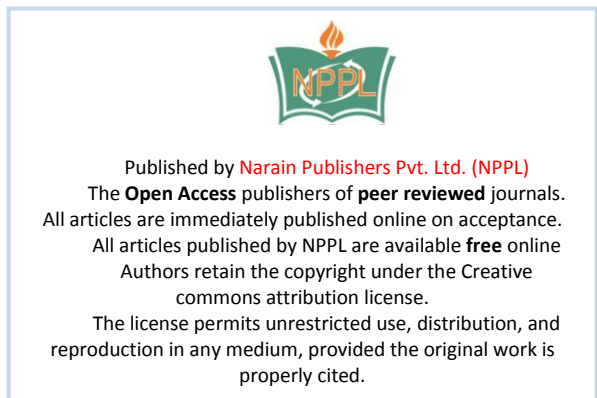 NPPL
Published by Narain Publishers Pvt. Ltd. (NPPL)
The Open Access publishers of peer reviewed journals.
All articles are immediately published online on acceptance.
All articles published by NPPL are available free online
Authors retain the copyright under the Creative
commons attribution license.
The license permits unrestricted use, distribution, and
reproduction in any medium, provided the original work is
properly cited.